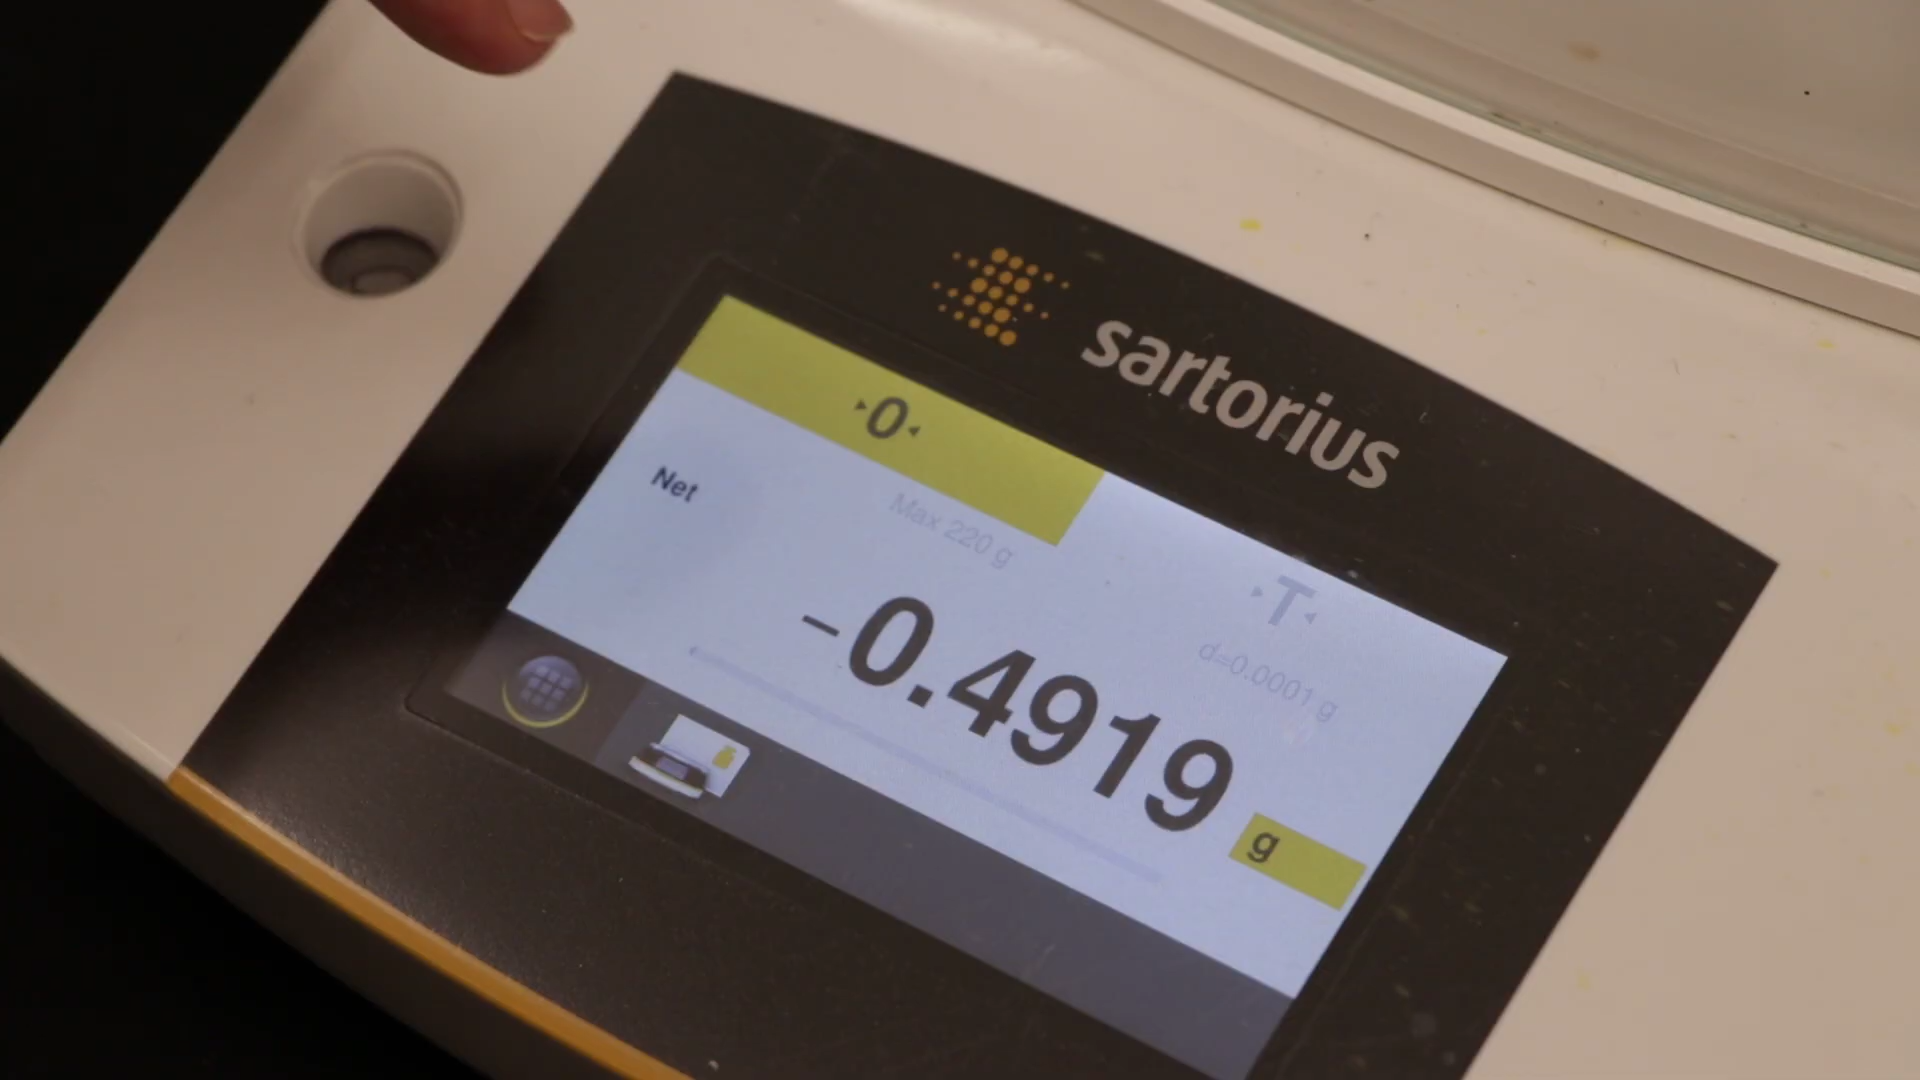 sartorius
0
Net
Max 220 g
T
d=0.0001 g
-0.4919 g